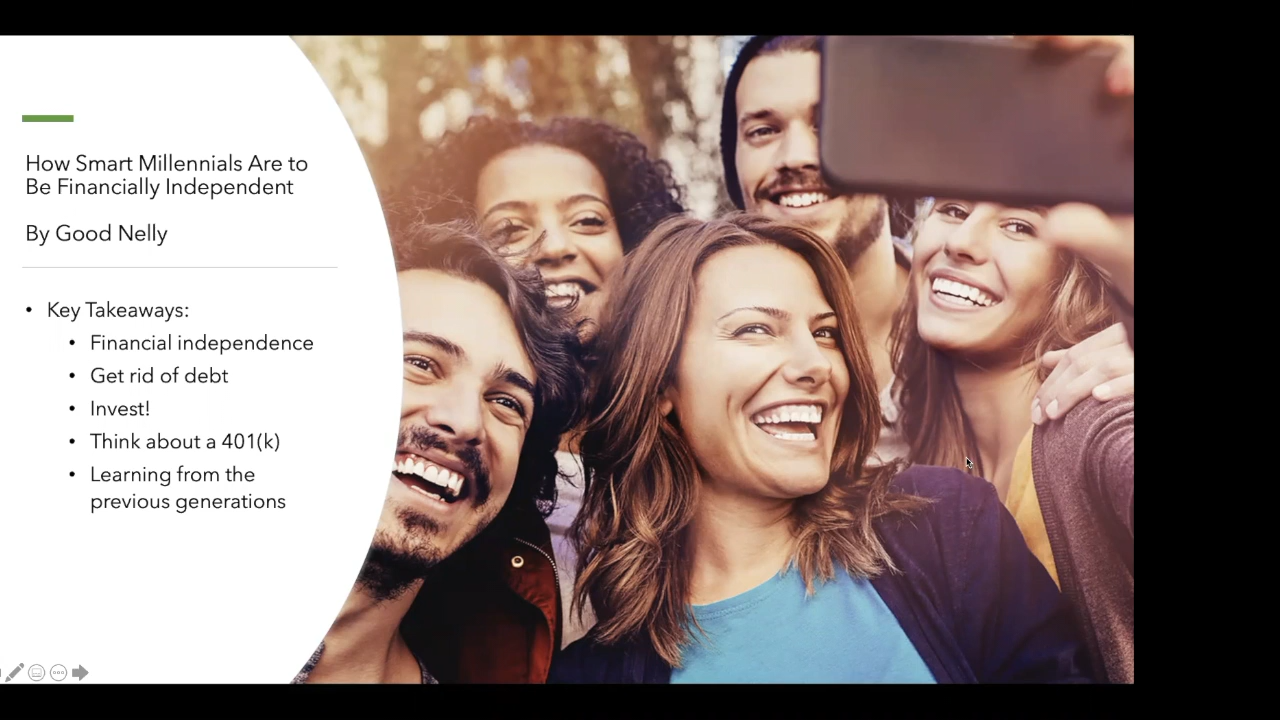 How Smart Millennials Are to
Be Financially Independent
By Good Nelly
• Key Takeaways:
• Financial independence
• Get rid of debt
• Invest!
• Think about a 401(k)
• Learning from the
previous generations